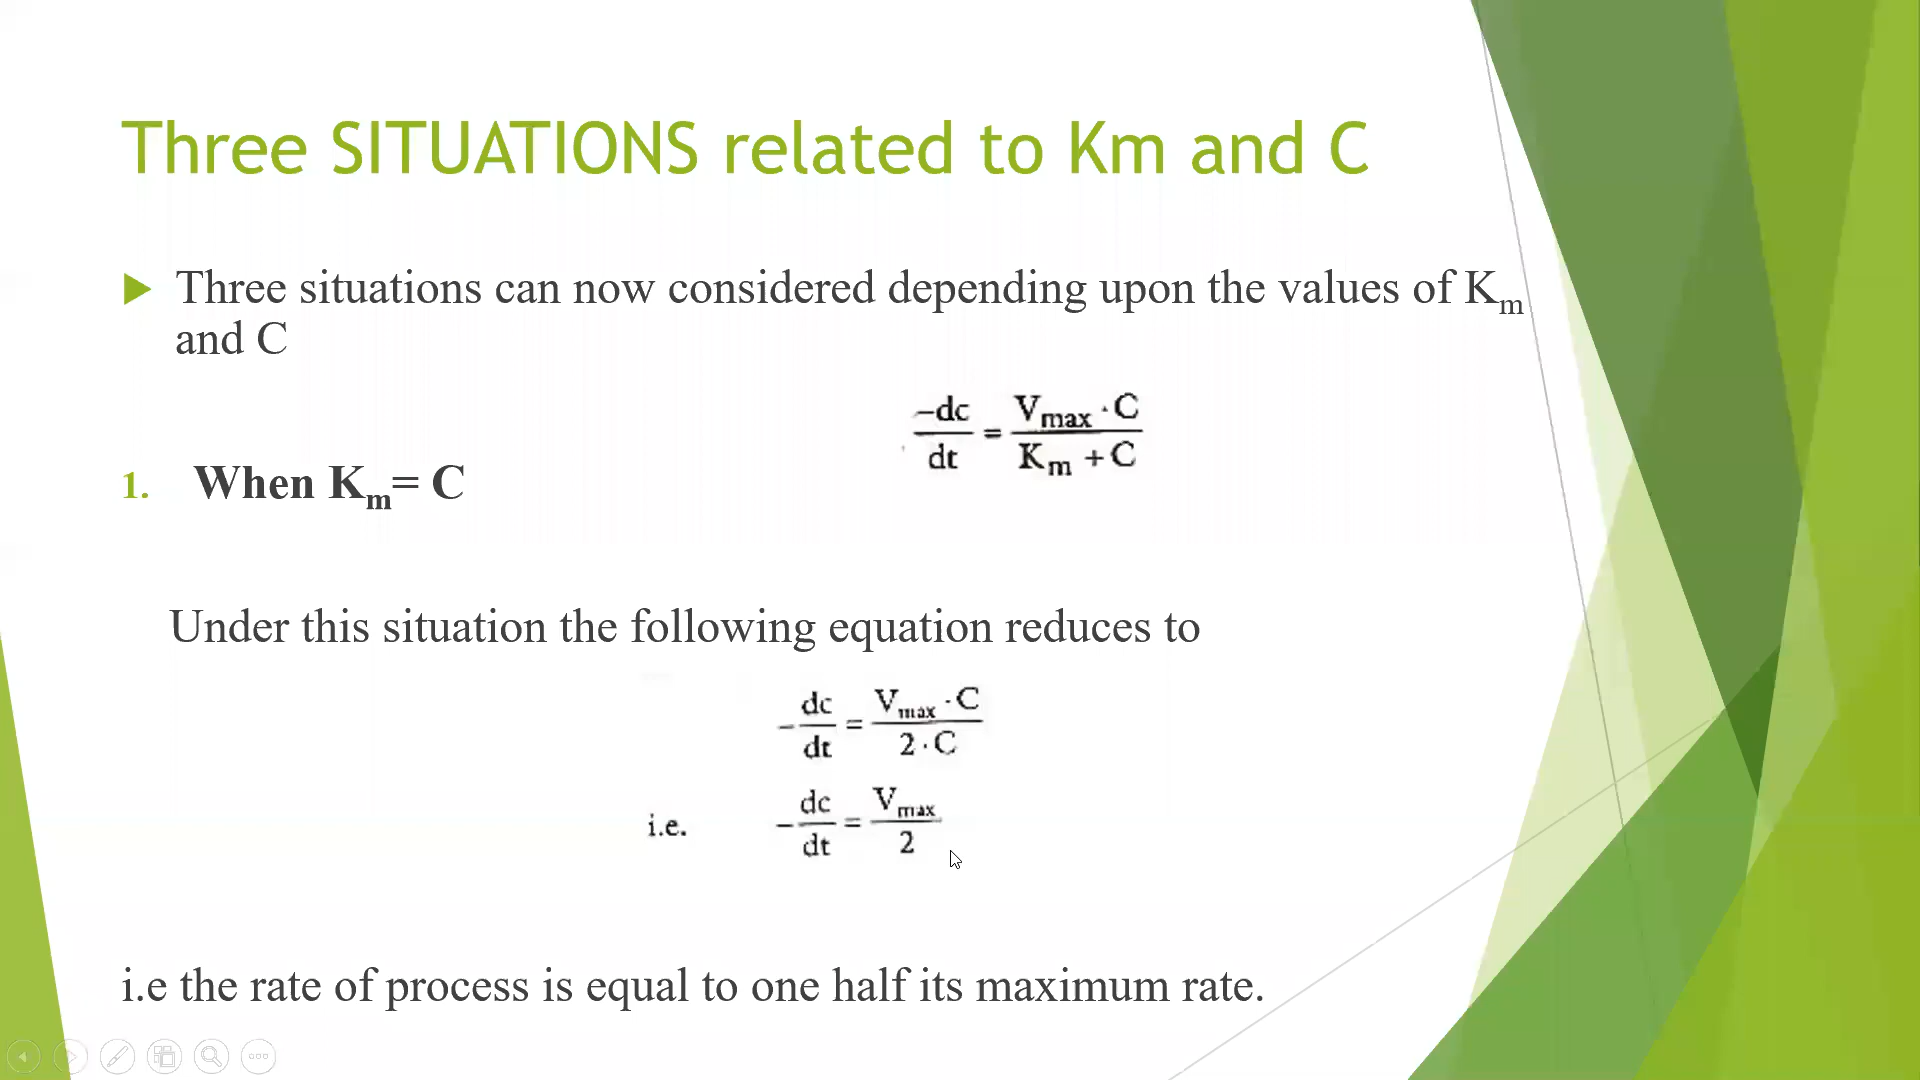 Three SITUATIONS related to Km and C
▶ Three situations can now considered depending upon the values of Kₘ
and C
-dc/dt = Vmax · C / Km + C
1. When Kₘ= C
Under this situation the following equation reduces to
- dc/dt = Vmax · C / 2 · C
i.e. - dc/dt = Vmax / 2
i.e the rate of process is equal to one half its maximum rate.